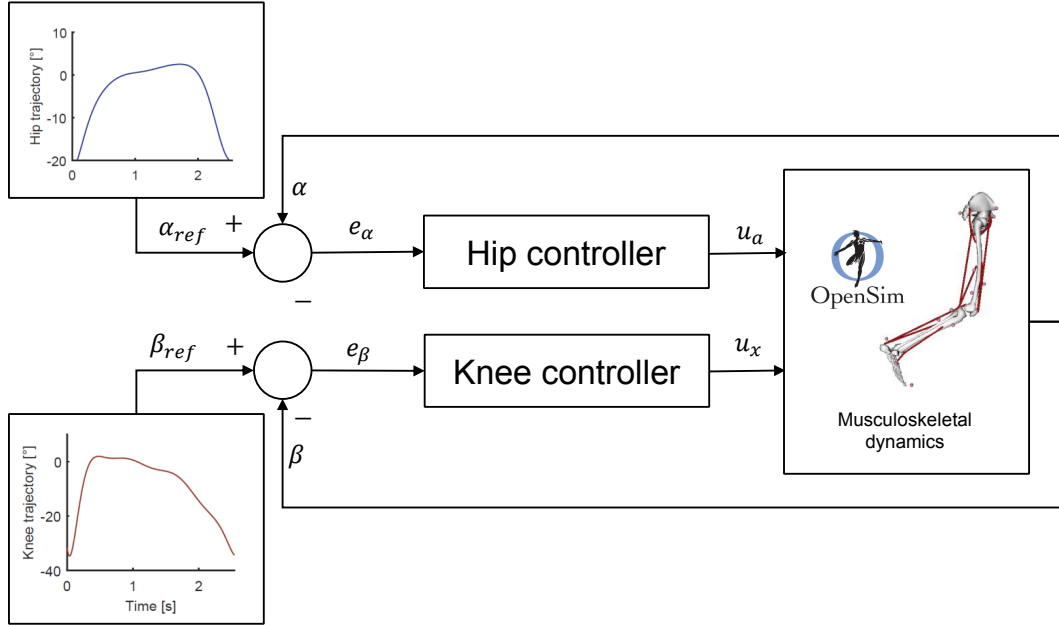 Hip trajectory [°]
10
0
-10
-20
0
1
2
α
α_ref
+
−
e_α
Hip controller
u_a
OpenSim
β_ref
+
−
e_β
Knee controller
u_x
Musculoskeletal
dynamics
β
Knee trajectory [°]
0
-20
-40
0
1
2
Time [s]